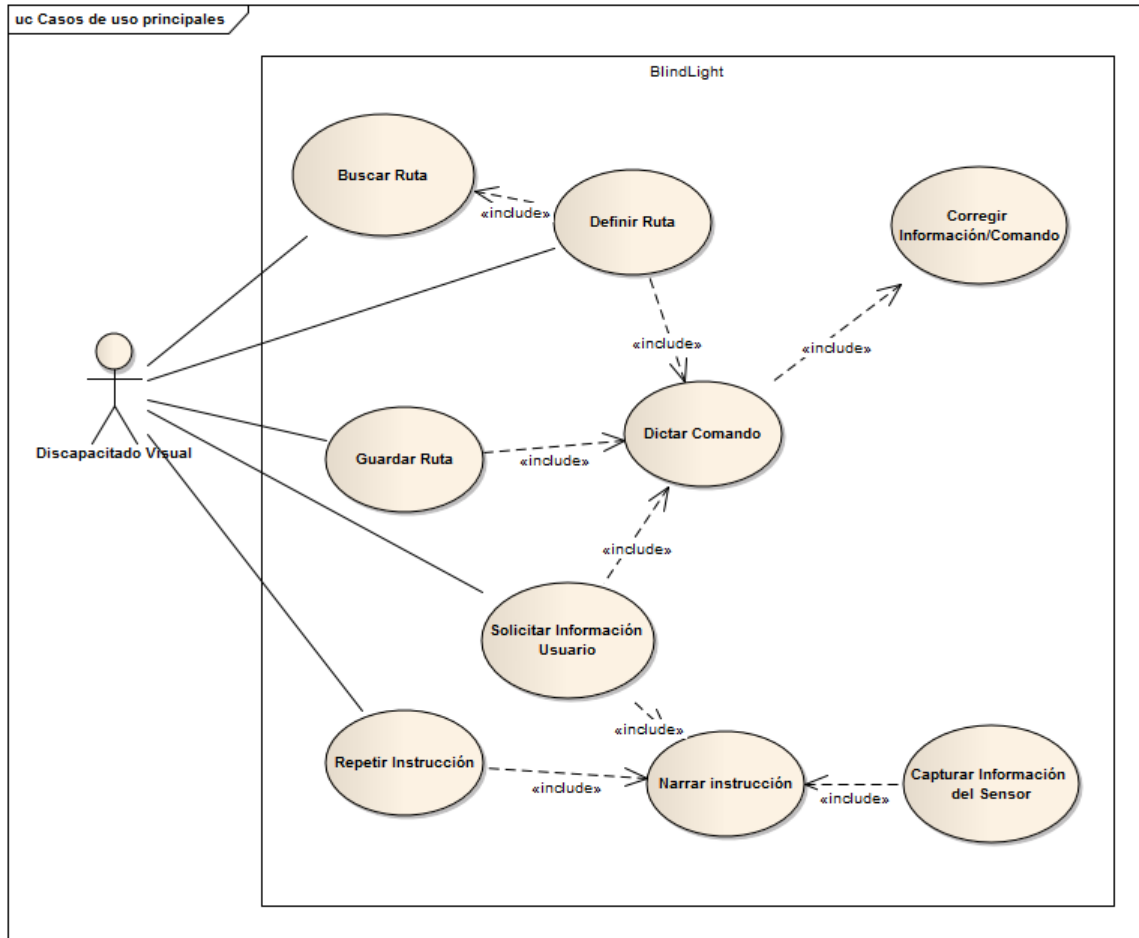 uc Casos de uso principales
BlindLight
Buscar Ruta
«include»
Definir Ruta
Corregir
Información/Comando
«include»
«include»
Discapacitado Visual
Guardar Ruta
«include»
Dictar Comando
«include»
Solicitar Información
Usuario
«include»
Repetir Instrucción
«include»
Narrar instrucción
«include»
Capturar Información
del Sensor